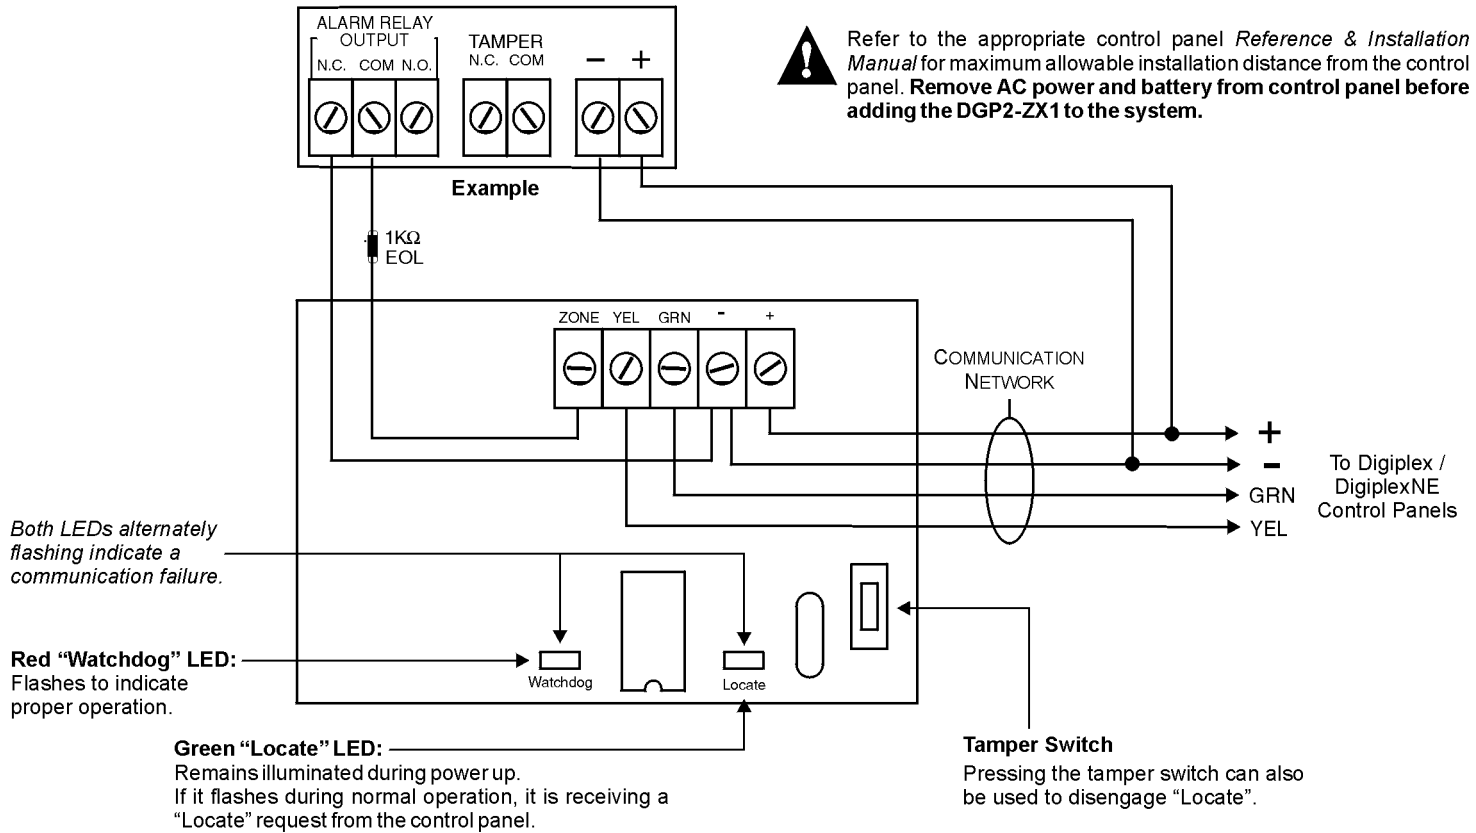 ALARM RELAY
OUTPUT
N.C. COM N.O.
TAMPER
N.C. COM
− +
Example
Refer to the appropriate control panel Reference & Installation
Manual for maximum allowable installation distance from the control
panel. Remove AC power and battery from control panel before
adding the DGP2-ZX1 to the system.
1KΩ
EOL
ZONE YEL GRN - +
COMMUNICATION
NETWORK
+
-
GRN
YEL
To Digiplex /
DigiplexNE
Control Panels
Both LEDs alternately
flashing indicate a
communication failure.
Red “Watchdog” LED:
Flashes to indicate
proper operation.
Watchdog
Locate
Green “Locate” LED:
Remains illuminated during power up.
If it flashes during normal operation, it is receiving a
“Locate” request from the control panel.
Tamper Switch
Pressing the tamper switch can also
be used to disengage “Locate”.